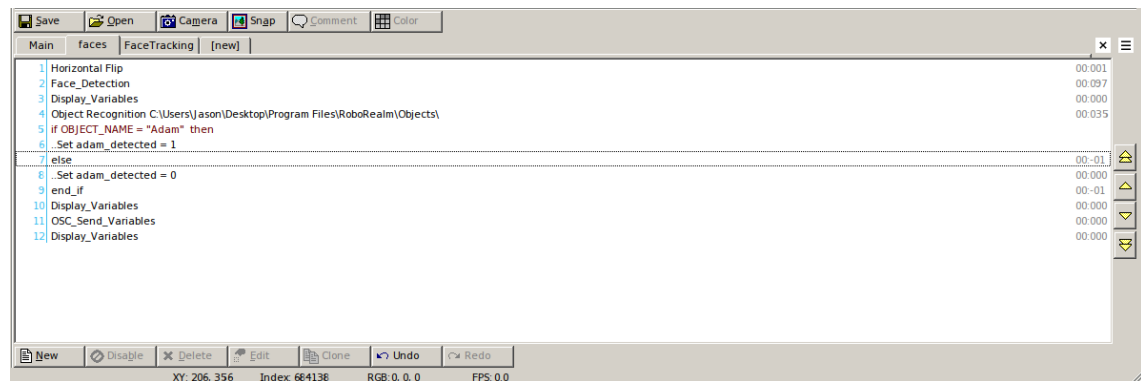 Save Open Camera Snap Comment Color
Main faces FaceTracking [new]
1 Horizontal Flip 00:001
2 Face_Detection 00:097
3 Display_Variables 00:000
4 Object Recognition C:\Users\Jason\Desktop\Program Files\RoboRealm\Objects\ 00:035
5 if OBJECT_NAME = "Adam" then
6 ..Set adam_detected = 1
7 else 00:-01
8 ..Set adam_detected = 0 00:000
9 end_if 00:-01
10 Display_Variables 00:000
11 OSC_Send_Variables 00:000
12 Display_Variables 00:000
New Disable Delete Edit Clone Undo Redo
XY: 206, 356 Index: 684138 RGB: 0, 0, 0 FPS: 0.0